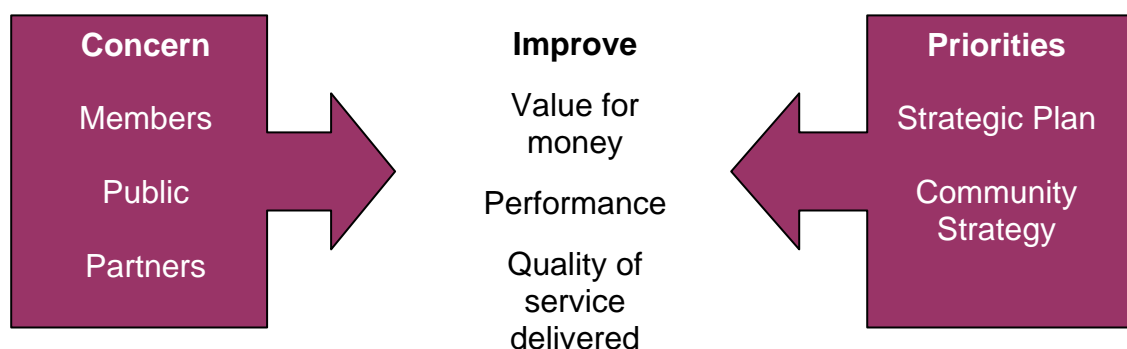 Concern
Members
Public
Partners
Improve
Value for
money
Performance
Quality of
service
delivered
Priorities
Strategic Plan
Community
Strategy